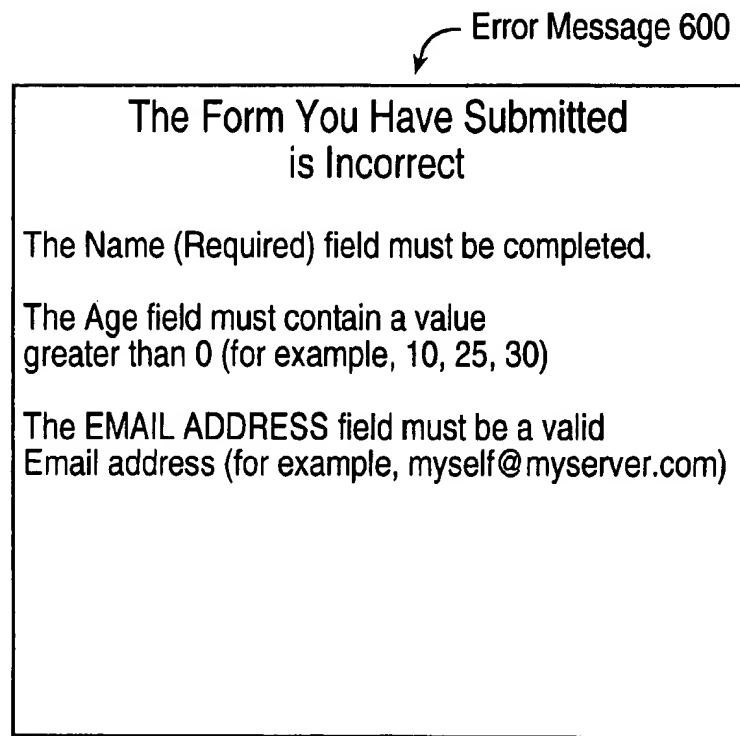 Error Message 600
The Form You Have Submitted
is Incorrect
The Name (Required) field must be completed.
The Age field must contain a value
greater than 0 (for example, 10, 25, 30)
The EMAIL ADDRESS field must be a valid
Email address (for example, myself@myserver.com)